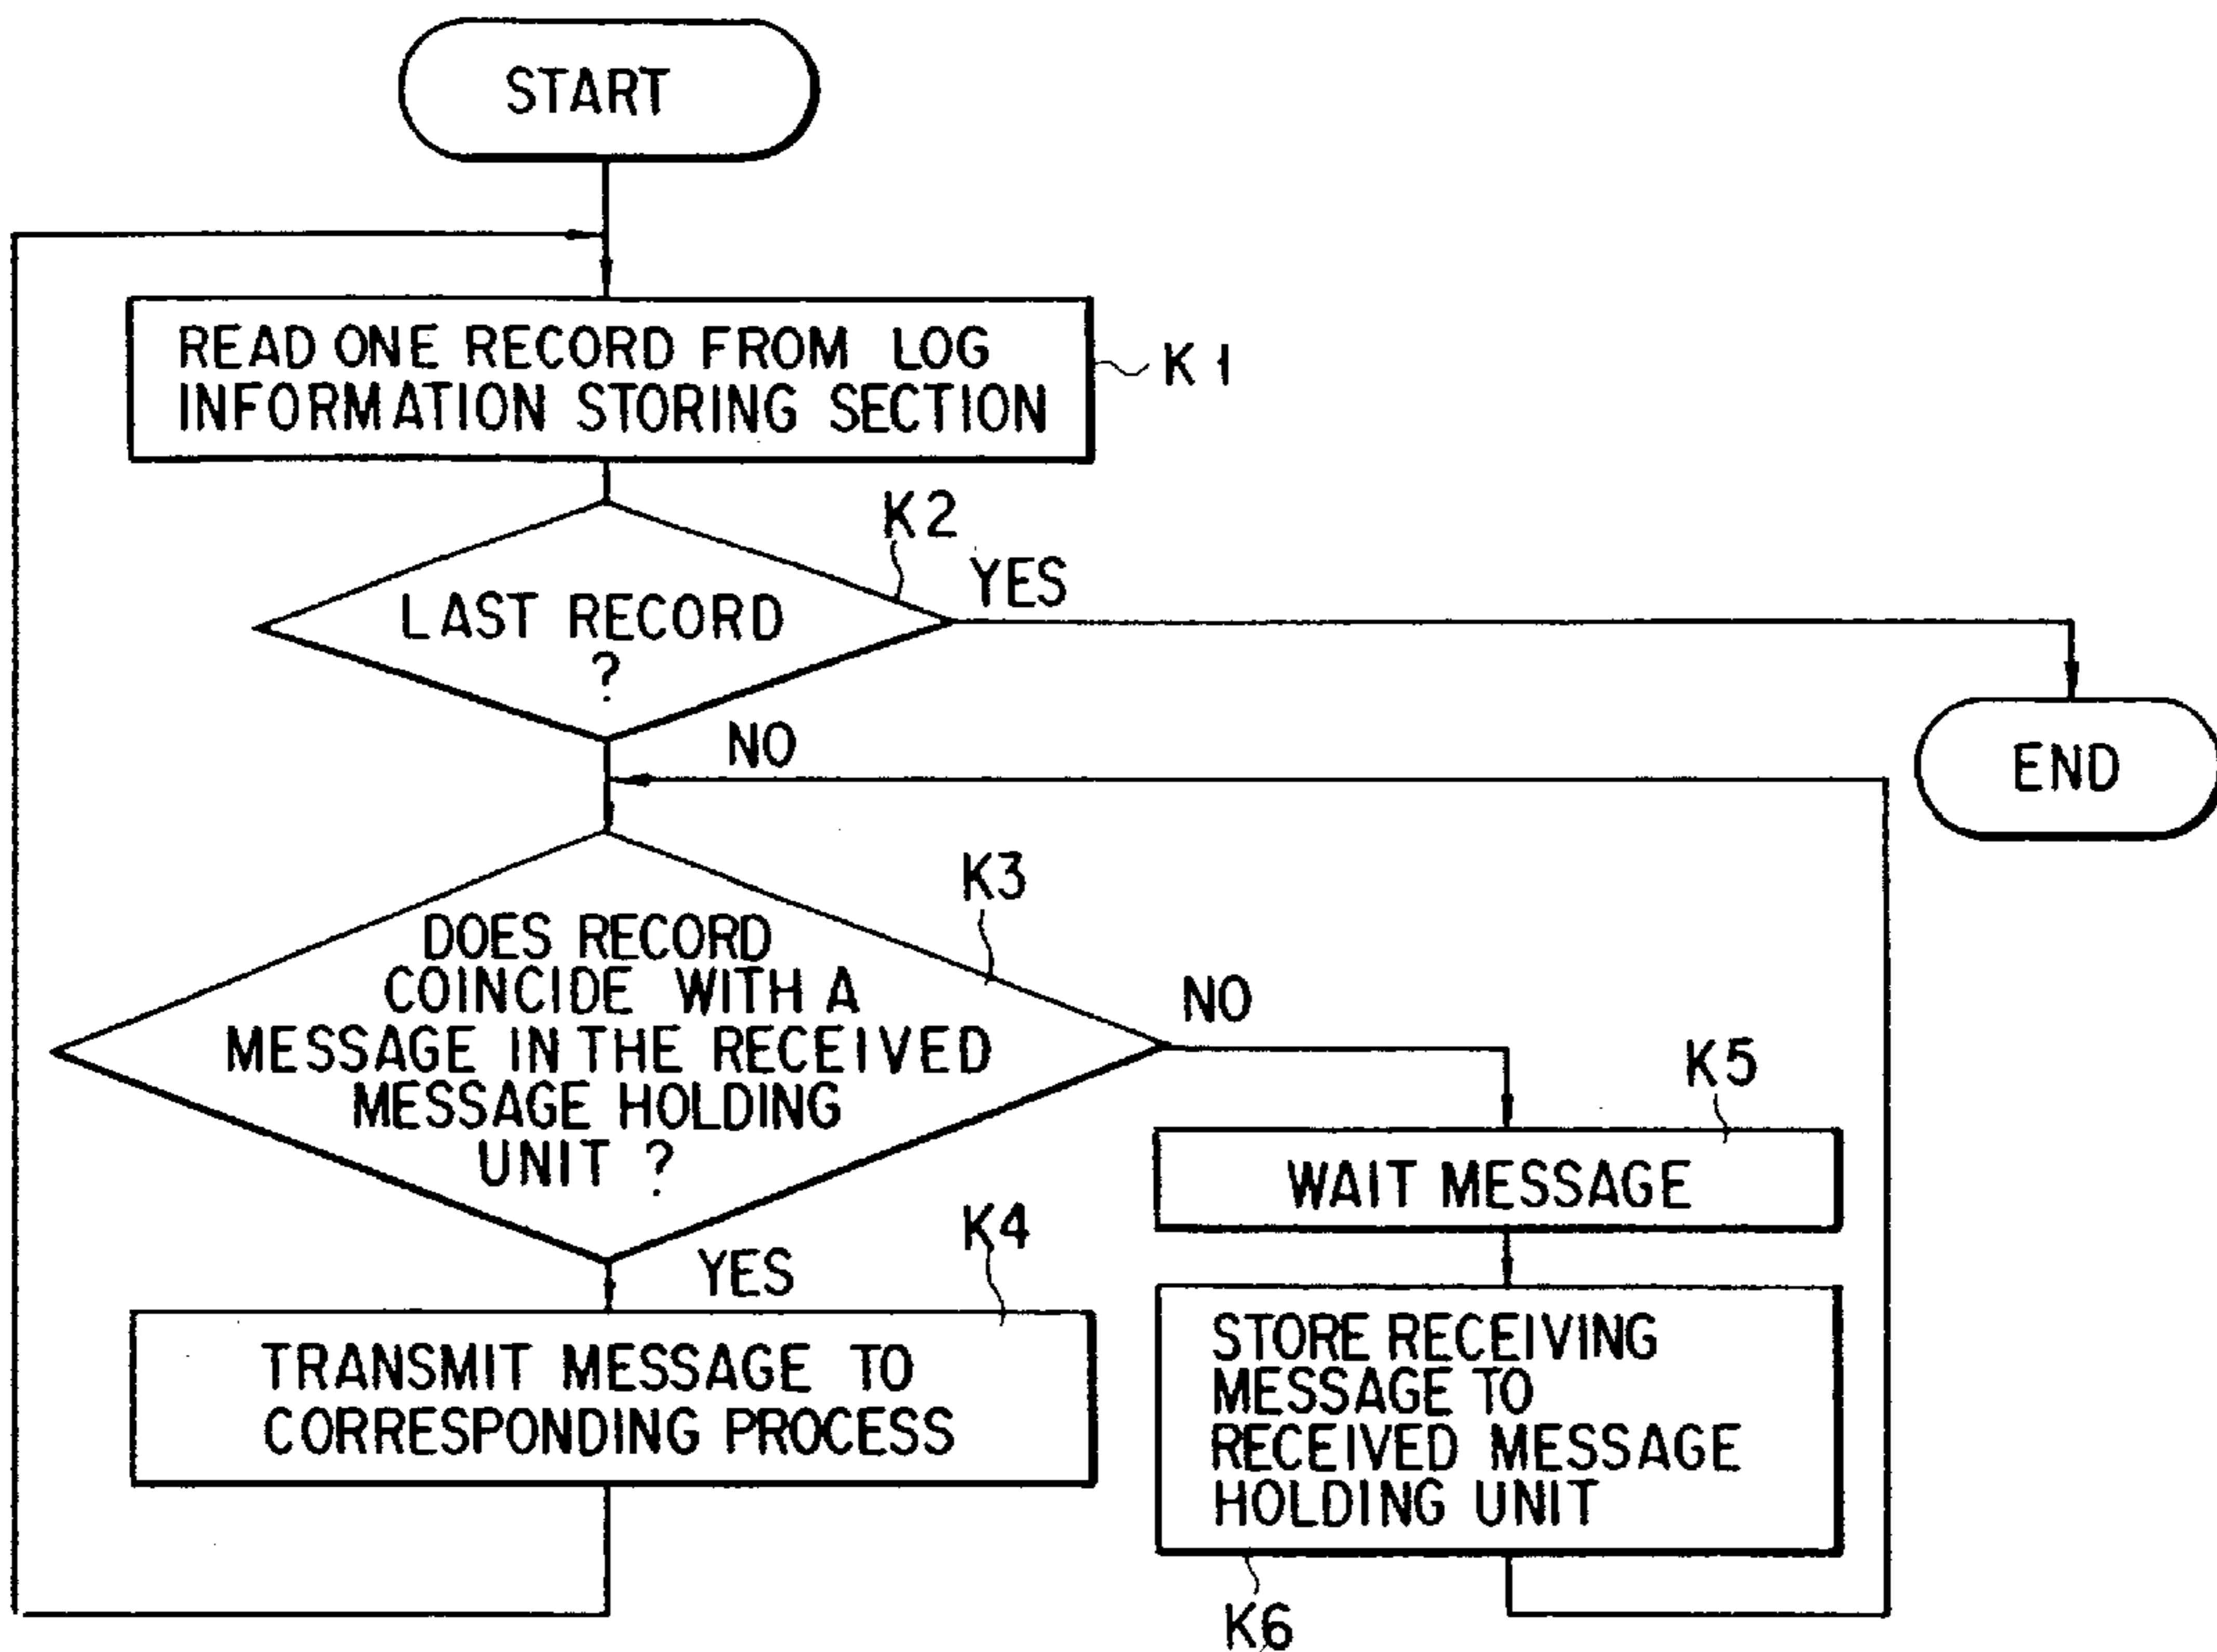 START
READ ONE RECORD FROM LOG
INFORMATION STORING SECTION
K1
K2
LAST RECORD
?
YES
NO
END
K3
DOES RECORD
COINCIDE WITH A
MESSAGE IN THE RECEIVED
MESSAGE HOLDING
UNIT ?
NO
YES
K4
TRANSMIT MESSAGE TO
CORRESPONDING PROCESS
K5
WAIT MESSAGE
STORE RECEIVING
MESSAGE TO
RECEIVED MESSAGE
HOLDING UNIT
K6